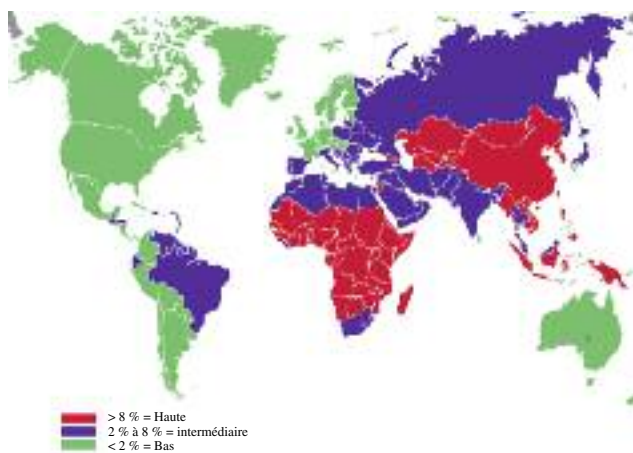 > 8 % = Haute
2 % à 8 % = intermédiaire
< 2 % = Bas